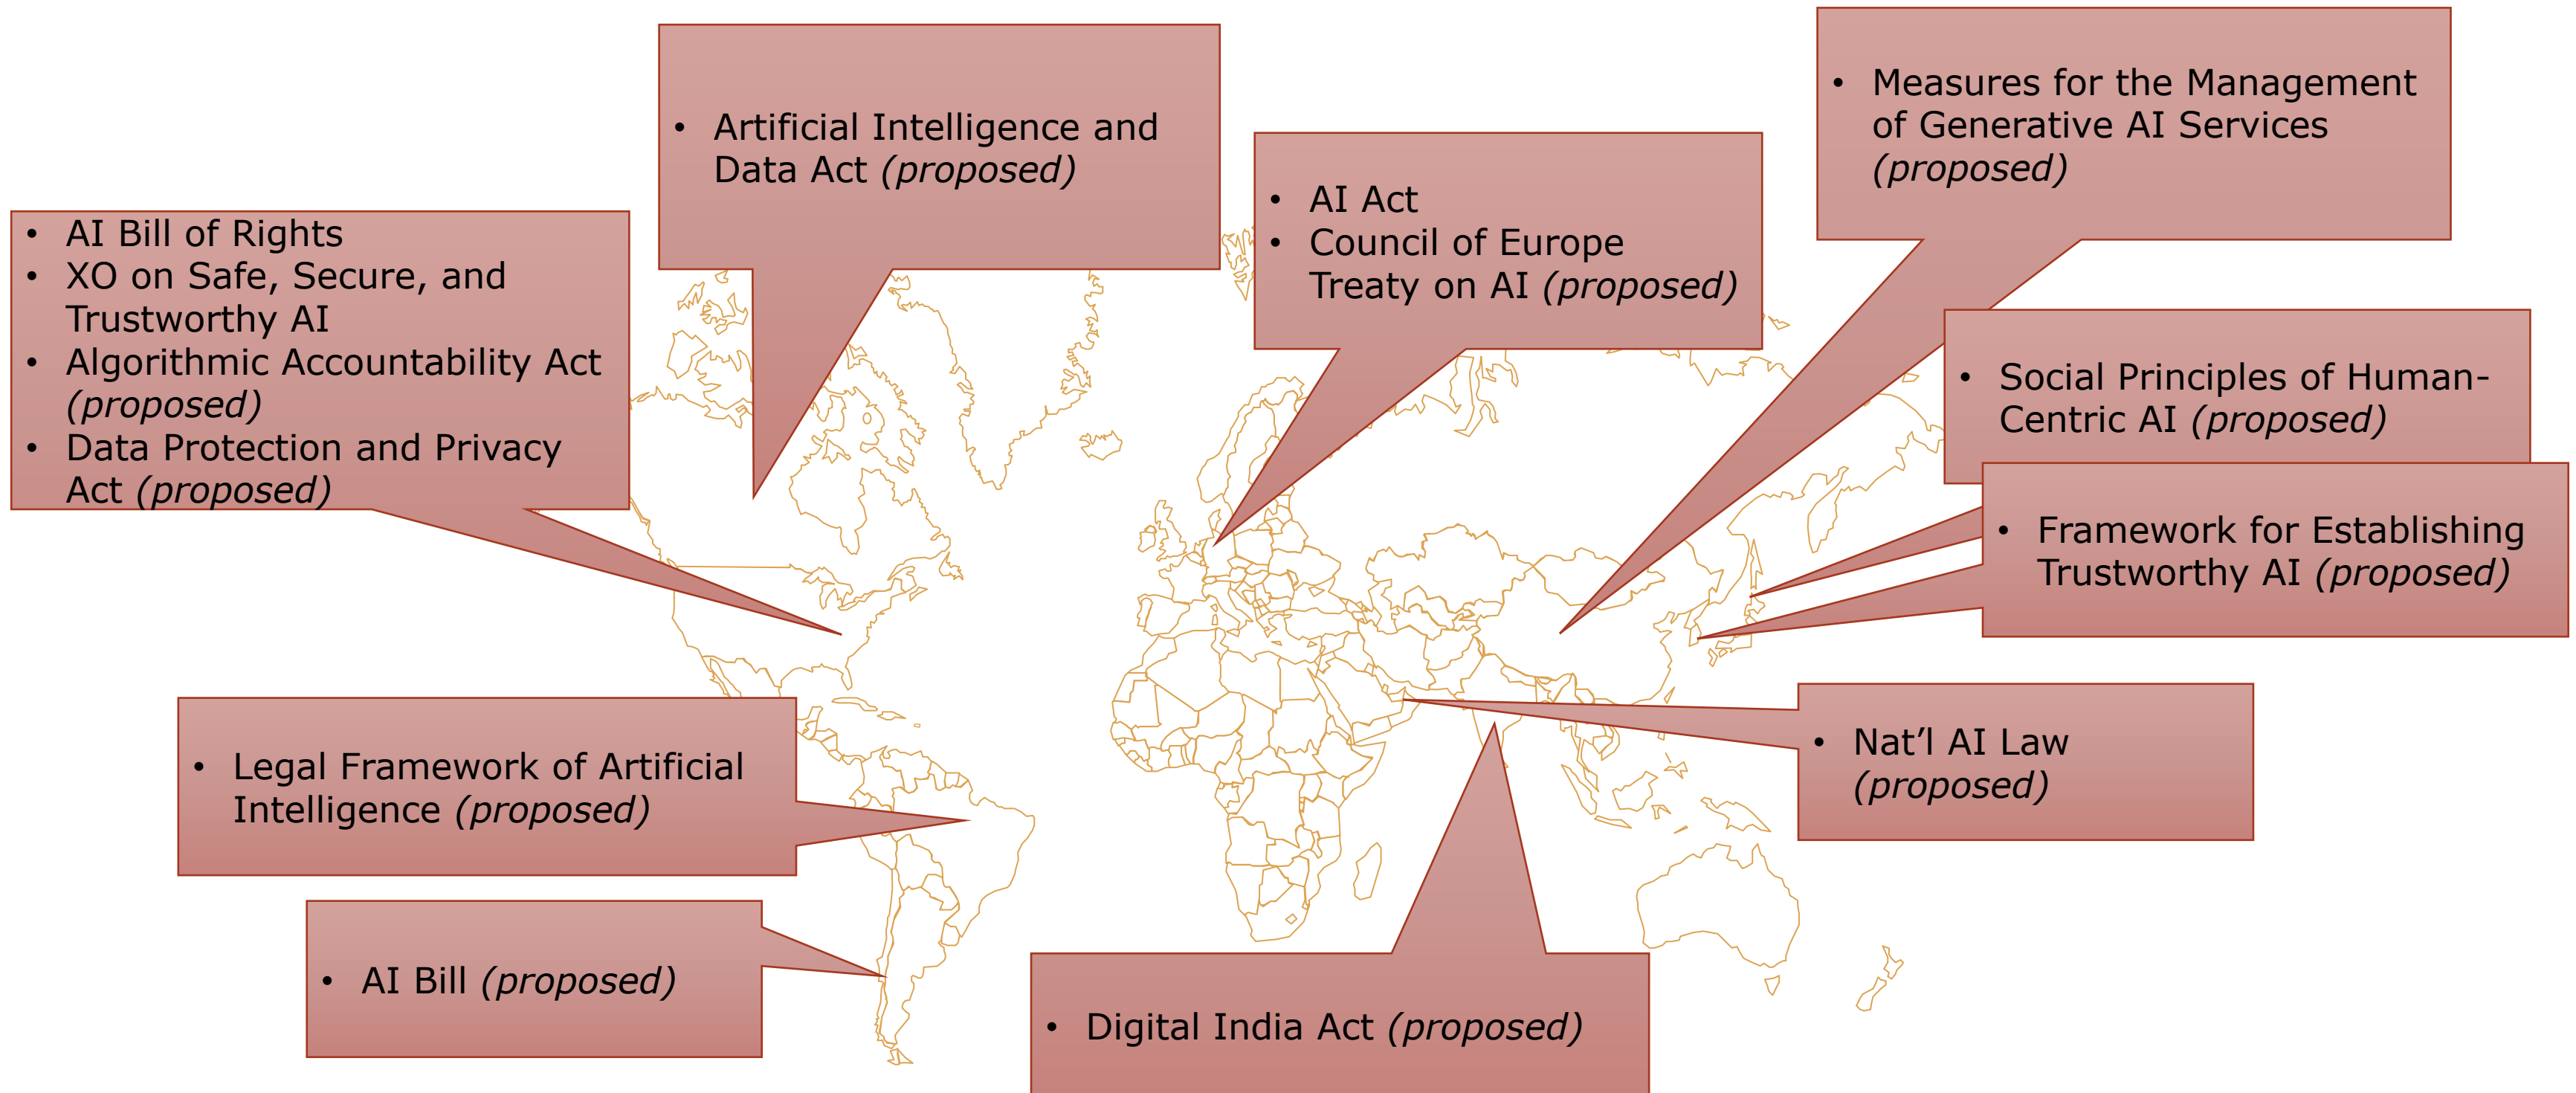 • Artificial Intelligence and
Data Act (proposed)
• Measures for the Management
of Generative AI Services
(proposed)
• AI Act
• Council of Europe
Treaty on AI (proposed)
• AI Bill of Rights
• XO on Safe, Secure, and
Trustworthy AI
• Algorithmic Accountability Act
(proposed)
• Data Protection and Privacy
Act (proposed)
• Social Principles of Human-
Centric AI (proposed)
• Framework for Establishing
Trustworthy AI (proposed)
• Legal Framework of Artificial
Intelligence (proposed)
• Nat’l AI Law
(proposed)
• AI Bill (proposed)
• Digital India Act (proposed)